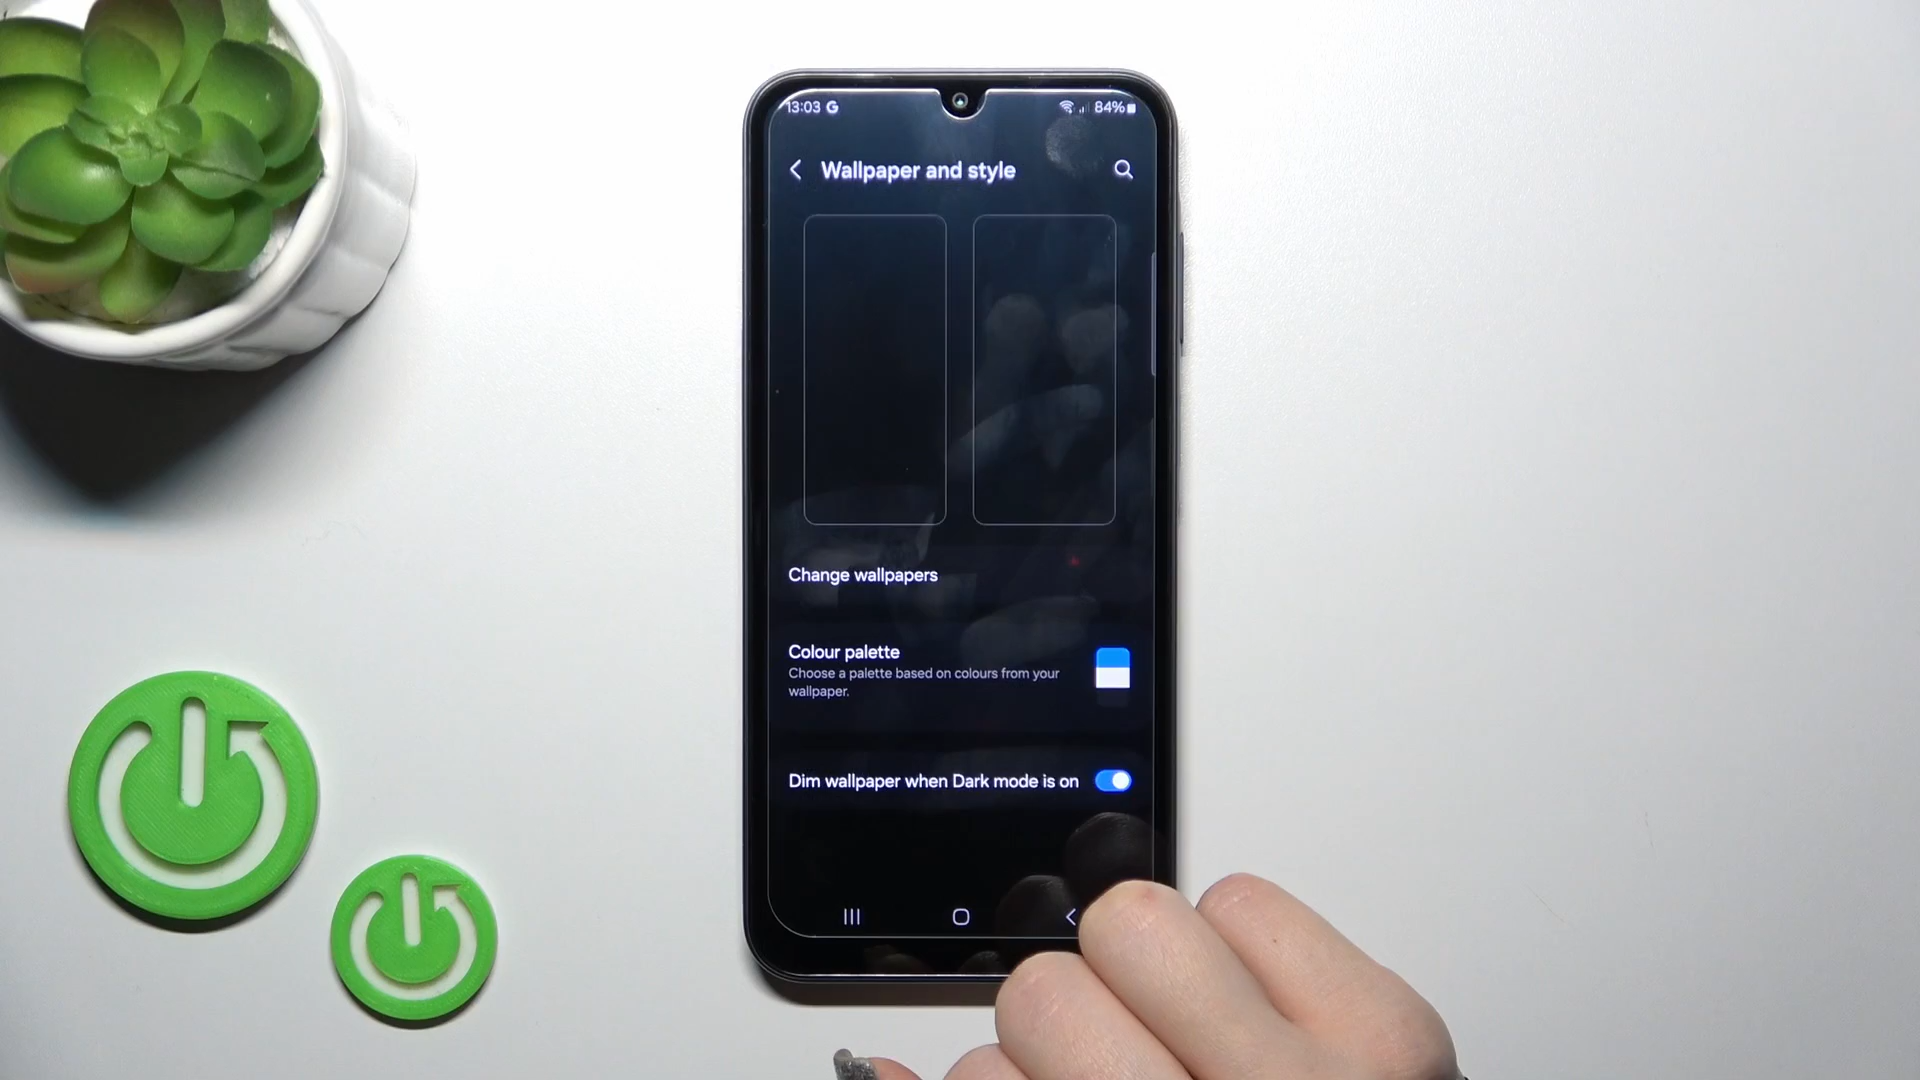 13:03 G
84%
Wallpaper and style
Change wallpapers
Colour palette
Choose a palette based on colours from your
wallpaper.
Dim wallpaper when Dark mode is on